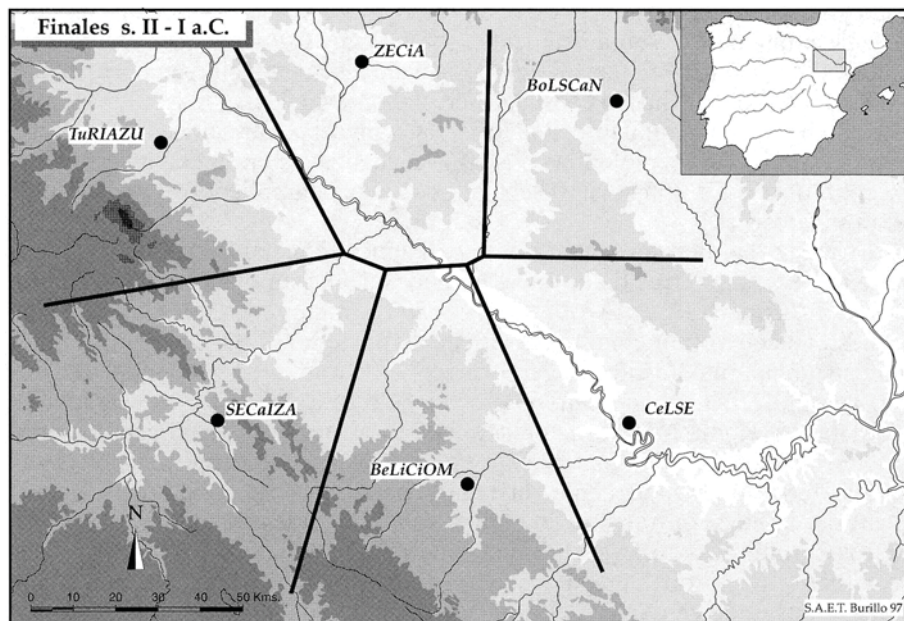 Finales s. II - I a.C.
ZECiA
BoLSCaN
TuRIAZU
SECaIZA
CeLSE
BeLiCiOM
N
0 10 20 30 40 50 Kms.
S.A.E.T. Burillo 97